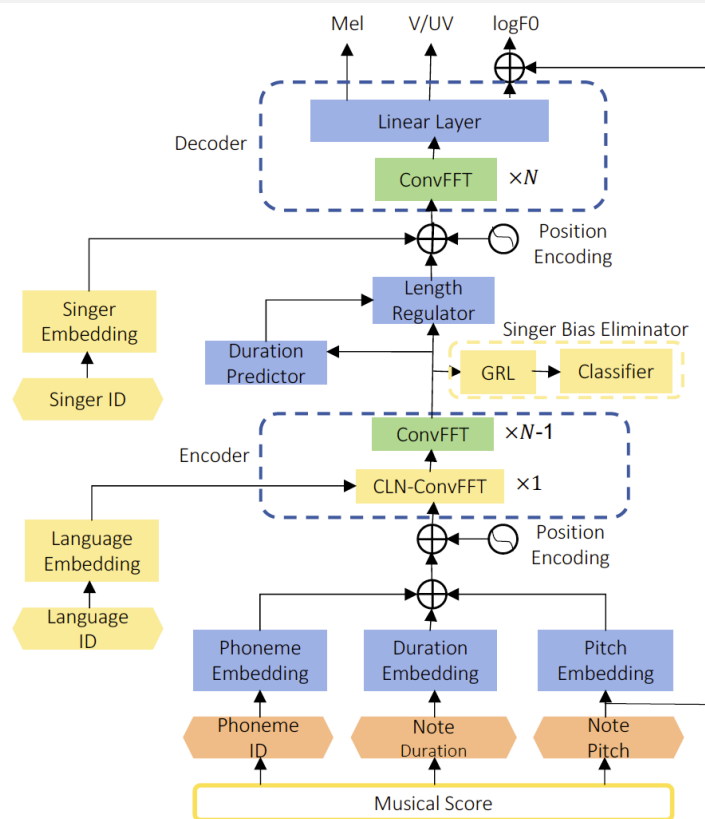 Mel
V/UV
logF0
Linear Layer
Decoder
ConvFFT
×N
Position
Encoding
Length
Regulator
Singer
Embedding
Singer Bias Eliminator
Duration
Predictor
GRL
Classifier
Singer ID
ConvFFT
×N-1
Encoder
CLN-ConvFFT
×1
Language
Embedding
Position
Encoding
Language
ID
Phoneme
Embedding
Duration
Embedding
Pitch
Embedding
Phoneme
ID
Note
Duration
Note
Pitch
Musical Score